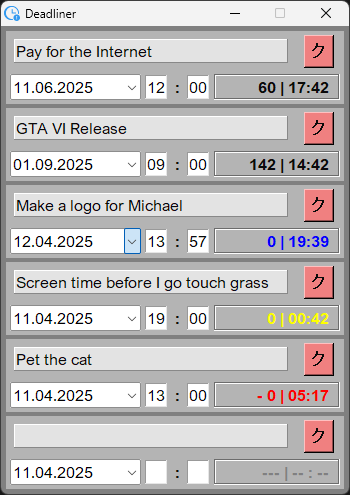 Deadliner
Pay for the Internet ク
11.06.2025 12 : 00 60 | 17:42
GTA VI Release ク
01.09.2025 09 : 00 142 | 14:42
Make a logo for Michael ク
12.04.2025 13 : 57 0 | 19:39
Screen time before I go touch grass ク
11.04.2025 19 : 00 0 | 00:42
Pet the cat ク
11.04.2025 13 : 00 - 0 | 05:17
ク
11.04.2025 : --- | -- : --